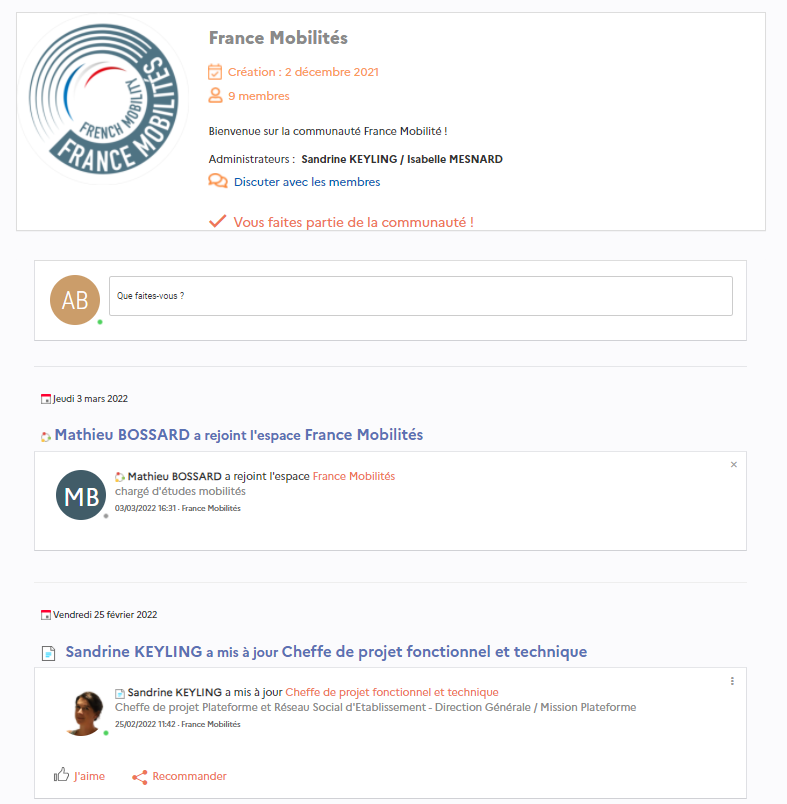 FRENCH MOBILITY
FRANCE MOBILITÉS
France Mobilités
Création : 2 décembre 2021
9 membres
Bienvenue sur la communauté France Mobilité !
Administrateurs : Sandrine KEYLING / Isabelle MESNARD
Discuter avec les membres
Vous faites partie de la communauté !
AB
Que faites-vous ?
Jeudi 3 mars 2022
Mathieu BOSSARD a rejoint l'espace France Mobilités
MB
Mathieu BOSSARD a rejoint l'espace France Mobilités
chargé d'études mobilités
03/03/2022 16:31 - France Mobilités
Vendredi 25 février 2022
Sandrine KEYLING a mis à jour Cheffe de projet fonctionnel et technique
Sandrine KEYLING a mis à jour Cheffe de projet fonctionnel et technique
Cheffe de projet Plateforme et Réseau Social d'Etablissement - Direction Générale / Mission Plateforme
25/02/2022 11:42 - France Mobilités
J'aime
Recommander